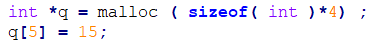 int *q = malloc ( sizeof( int )*4) ;
q[5] = 15;